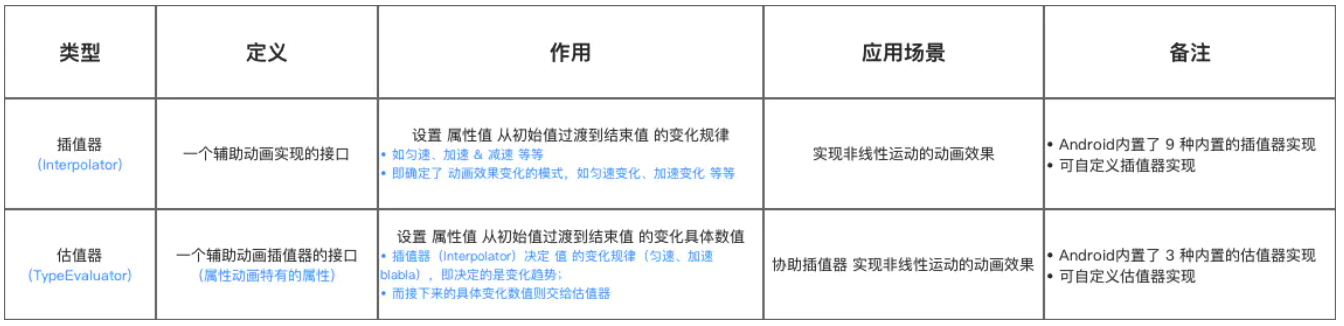 类型
定义
作用
应用场景
备注
插值器
（Interpolator）
一个辅助动画实现的接口
设置 属性值 从初始值过渡到结束值 的变化规律
• 如匀速、加速 & 减速 等等
• 即确定了 动画效果变化的模式，如匀速变化、加速变化 等等
实现非线性运动的动画效果
• Android内置了 9 种内置的插值器实现
• 可自定义插值器实现
估值器
（TypeEvaluator）
一个辅助动画插值器的接口
（属性动画特有的属性）
设置 属性值 从初始值过渡到结束值 的变化具体数值
• 插值器（Interpolator）决定 值 的变化规律（匀速、加速
blabla），即决定的是变化趋势；
• 而接下来的具体变化数值则交给估值器
协助插值器 实现非线性运动的动画效果
• Android内置了 3 种内置的估值器实现
• 可自定义估值器实现